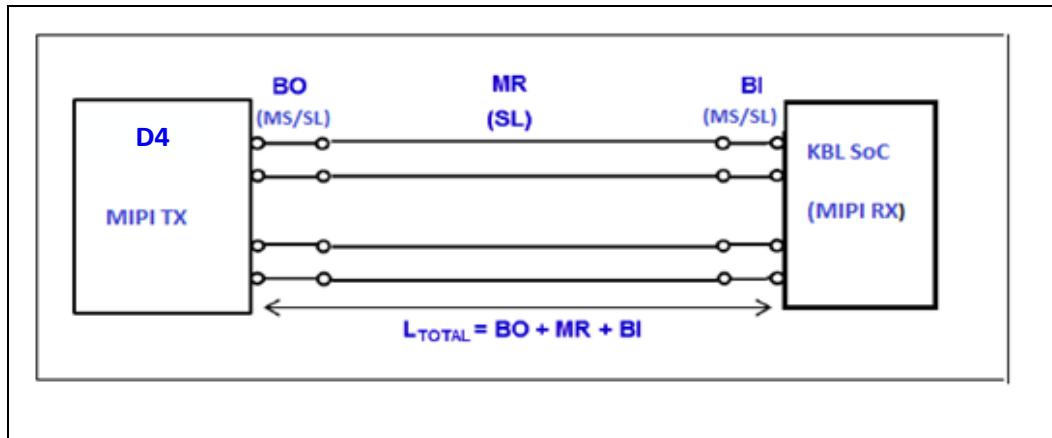 BO MR BI
(MS/SL) (SL) (MS/SL)
D4
MIPI TX
KBL SoC
(MIPI RX)
LTOTAL = BO + MR + BI